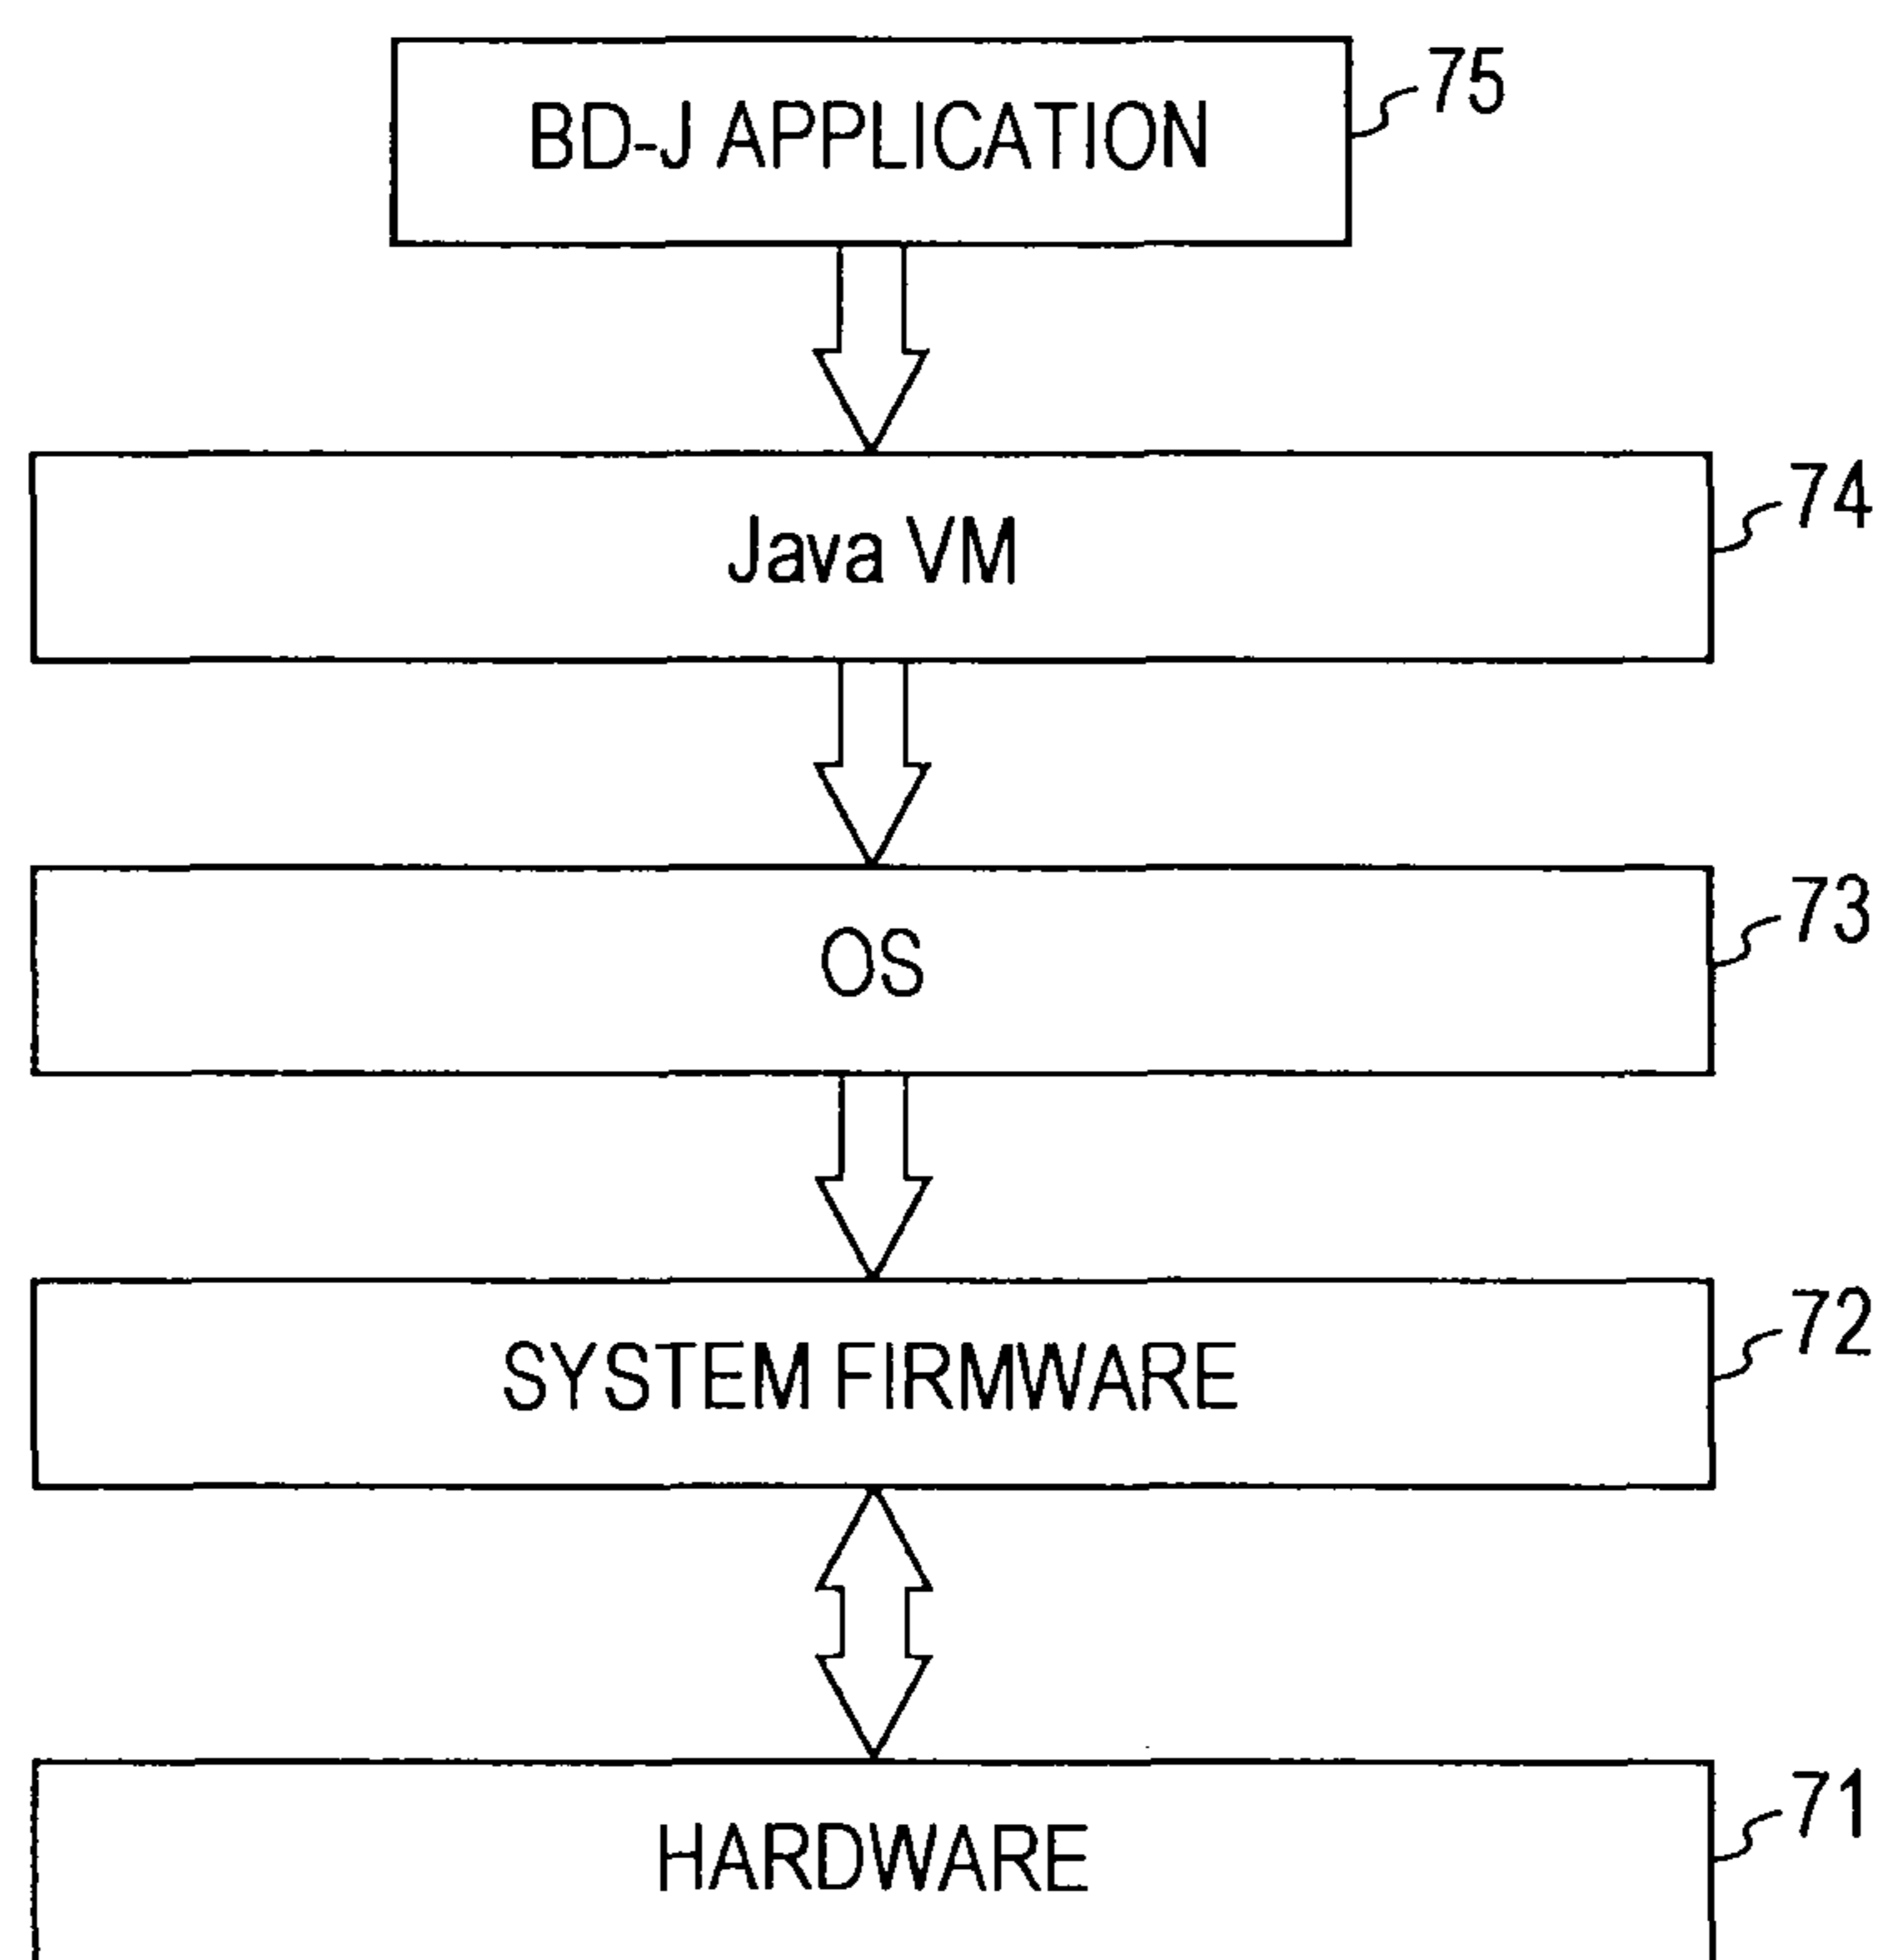 BD-J APPLICATION
75
Java VM
74
OS
73
SYSTEM FIRMWARE
72
HARDWARE
71